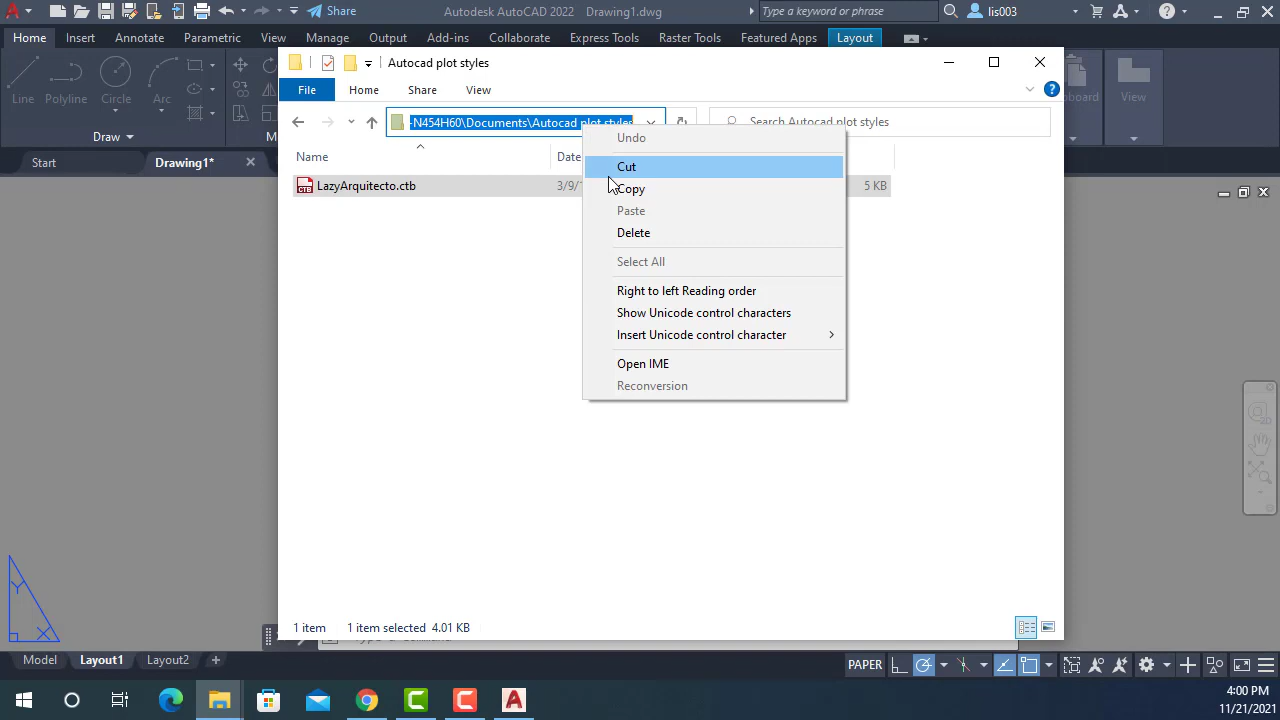 Share
Autodesk AutoCAD 2022 Drawing1.dwg
Type a keyword or phrase
lis003
Home Insert Annotate Parametric View Manage Output Add-ins Collaborate Express Tools Raster Tools Featured Apps Layout
Autocad plot styles
Line Polyline Circle Arc
View
Draw
File Home Share View
-N454H60\Documents\Autocad plot styles
Search Autocad plot styles
Start Drawing1*
Name
LazyArquitecto.ctb
5 KB
Undo
Cut
Copy
Paste
Delete
Select All
Right to left Reading order
Show Unicode control characters
Insert Unicode control character
Open IME
Reconversion
Y
X
1 item 1 item selected 4.01 KB
Model Layout1 Layout2 +
PAPER
4:00 PM
11/21/2021